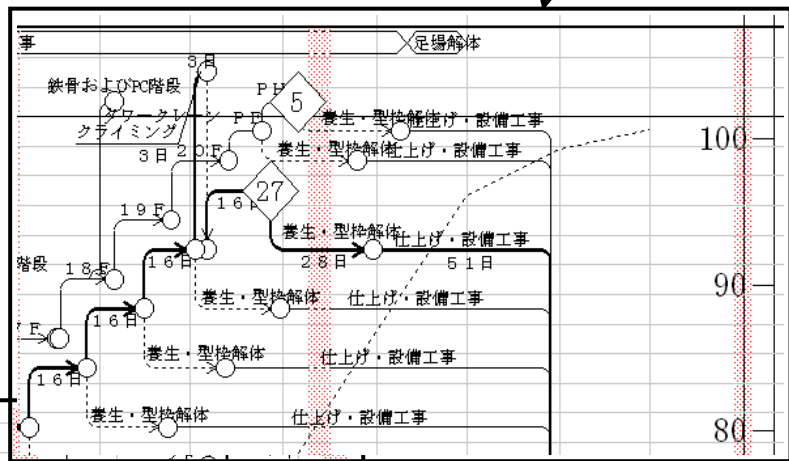 事
足場解体
3日
鉄骨およびPC階段
タワークレーン
クライミング
PH
5
PF
養生・型枠解体
仕上げ・設備工事
100
3日
20F
養生・型枠解体
仕上げ・設備工事
27
16日
19F
養生・型枠解体
仕上げ・設備工事
階段
18F
16日
28日
51日
90
養生・型枠解体
仕上げ・設備工事
16日
7F
養生・型枠解体
仕上げ・設備工事
16日
養生・型枠解体
仕上げ・設備工事
80